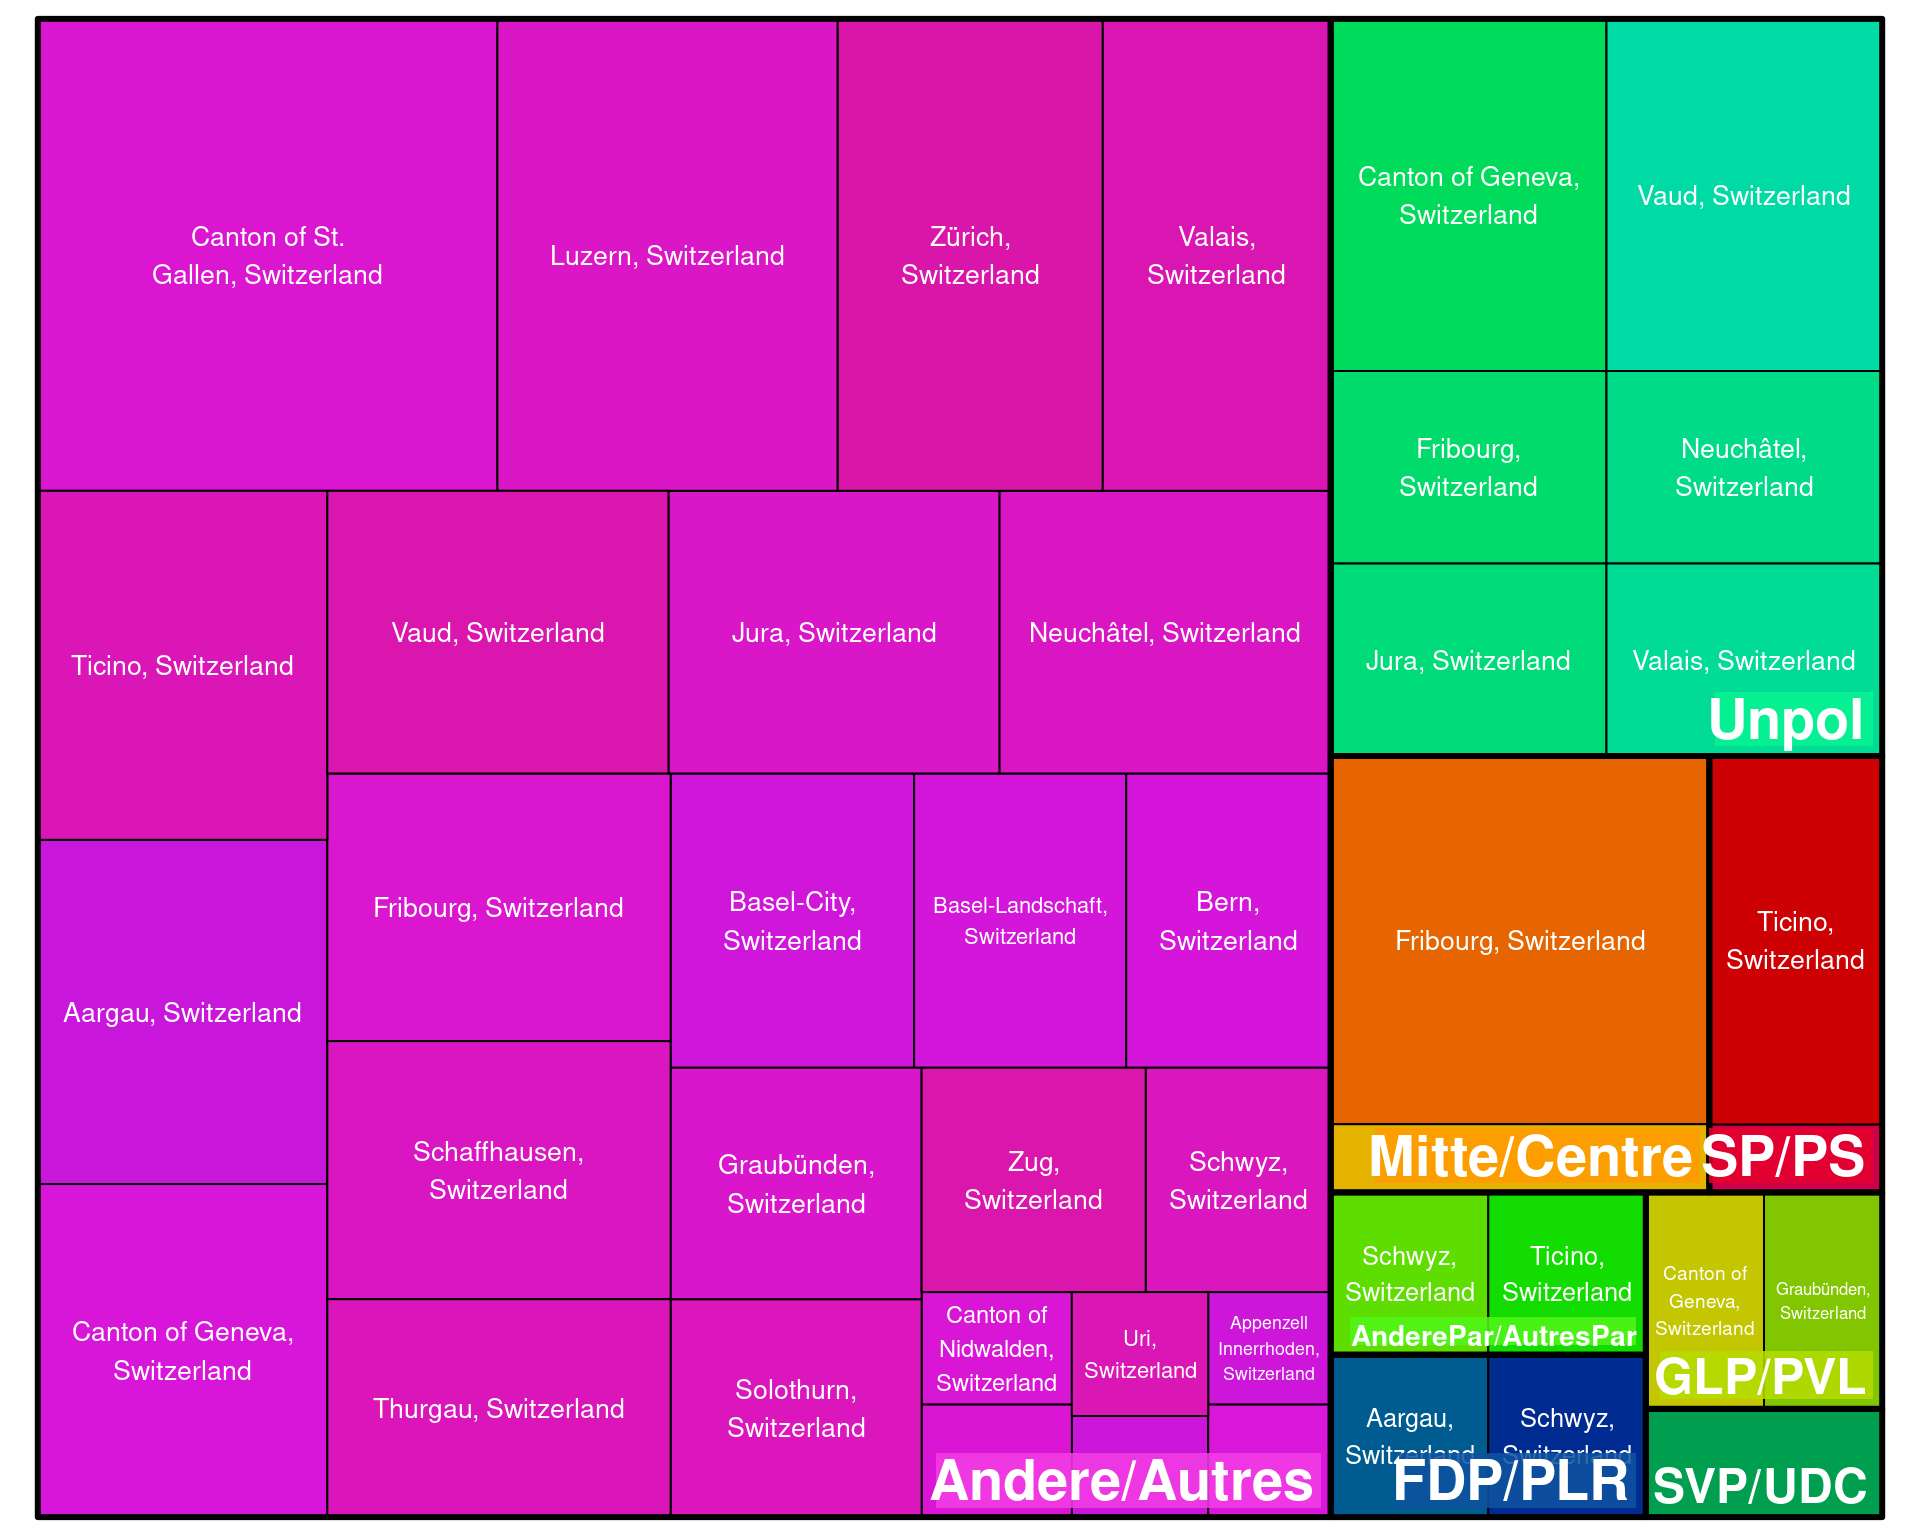 Canton of St.
Gallen, Switzerland
Luzern, Switzerland
Zürich,
Switzerland
Valais,
Switzerland
Ticino, Switzerland
Vaud, Switzerland
Jura, Switzerland
Neuchâtel, Switzerland
Aargau, Switzerland
Fribourg, Switzerland
Basel-City,
Switzerland
Basel-Landschaft,
Switzerland
Bern,
Switzerland
Schaffhausen,
Switzerland
Graubünden,
Switzerland
Zug,
Switzerland
Schwyz,
Switzerland
Canton of Geneva,
Switzerland
Thurgau, Switzerland
Solothurn,
Switzerland
Canton of
Nidwalden,
Switzerland
Uri,
Switzerland
Appenzell
Innerrhoden,
Switzerland
Andere/Autres
Canton of Geneva,
Switzerland
Vaud, Switzerland
Fribourg,
Switzerland
Neuchâtel,
Switzerland
Jura, Switzerland
Valais, Switzerland
Unpol
Fribourg, Switzerland
Mitte/Centre
Ticino,
Switzerland
SP/PS
Schwyz,
Switzerland
Ticino,
Switzerland
AnderePar/AutresPar
Canton of
Geneva,
Switzerland
Graubünden,
Switzerland
GLP/PVL
Aargau,
Switzerland
Schwyz,
Switzerland
FDP/PLR
SVP/UDC